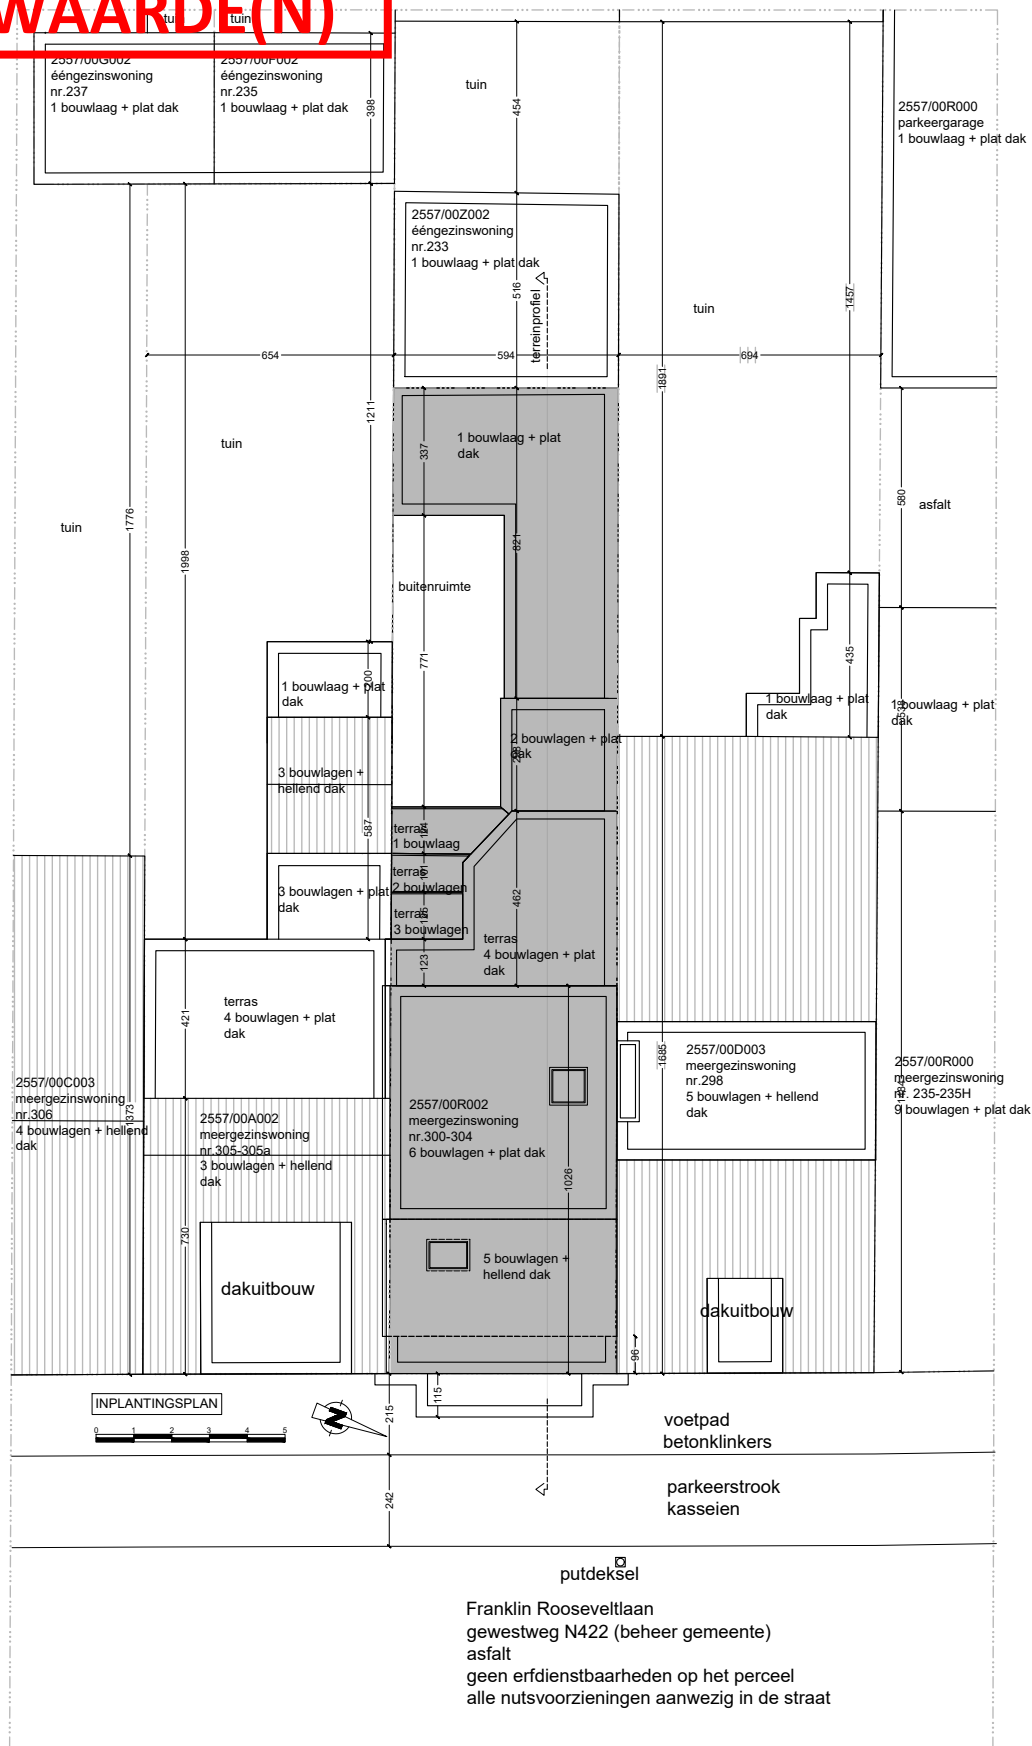 WAARDE(N)
tuin
tuin
2557/00G002
ééngezinswoning
nr.237
1 bouwlaag + plat dak
2557/00F002
ééngezinswoning
nr.235
1 bouwlaag + plat dak
398
tuin
454
2557/00R000
parkeergarage
1 bouwlaag + plat dak
2557/00Z002
ééngezinswoning
nr.233
1 bouwlaag + plat dak
516
terreinprofiel
tuin
1457
654
594
694
1891
1211
tuin
1 bouwlaag + plat
dak
337
580
asfalt
tuin
1776
1998
821
buitenruimte
771
435
1 bouwlaag + plat
dak
200
1 bouwlaag + plat
dak
1 bouwlaag + plat
dak
2 bouwlagen + plat
dak
3 bouwlagen +
hellend dak
587
terras
1 bouwlaag
terras
2 bouwlagen
3 bouwlagen + plat
dak
terras
3 bouwlagen
462
terras
4 bouwlagen + plat
dak
123
terras
4 bouwlagen + plat
dak
421
1685
2557/00D003
meergezinswoning
nr.298
5 bouwlagen + hellend
dak
2557/00R000
meergezinswoning
nr. 235-235H
9 bouwlagen + plat dak
2557/00C003
meergezinswoning
nr.306
4 bouwlagen + hellend
dak
1373
2557/00A002
meergezinswoning
nr.305-305a
3 bouwlagen + hellend
dak
2557/00R002
meergezinswoning
nr.300-304
6 bouwlagen + plat dak
1026
730
5 bouwlagen +
hellend dak
dakuitbouw
dakuitbouw
96
115
215
INPLANTINGSPLAN
0 1 2 3 4 5
N
voetpad
betonklinkers
242
parkeerstrook
kasseien
putdeksel
Franklin Rooseveltlaan
gewestweg N422 (beheer gemeente)
asfalt
geen erfdienstbaarheden op het perceel
alle nutsvoorzieningen aanwezig in de straat